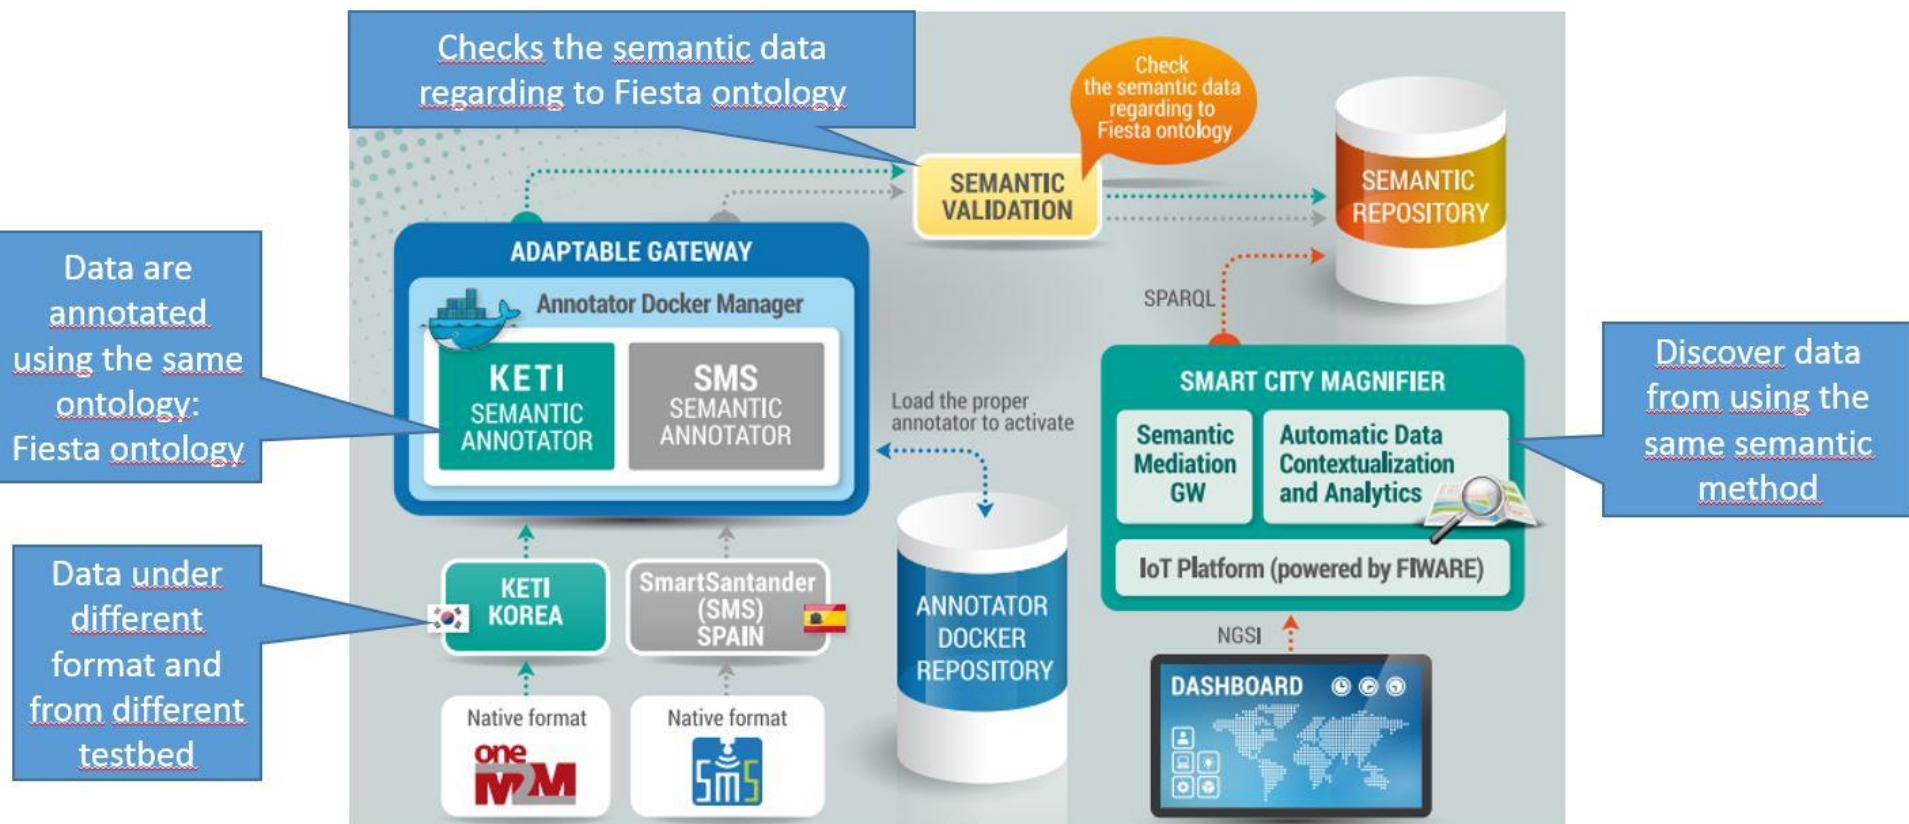 Checks the semantic data
regarding to Fiesta ontology
Check
the semantic data
regarding to
Fiesta ontology
SEMANTIC
VALIDATION
SEMANTIC
REPOSITORY
Data are
annotated
using the same
ontology:
Fiesta ontology
ADAPTABLE GATEWAY
Annotator Docker Manager
KETI
SEMANTIC
ANNOTATOR
SMS
SEMANTIC
ANNOTATOR
Load the proper
annotator to activate
SPARQL
SMART CITY MAGNIFIER
Semantic
Mediation
GW
Automatic Data
Contextualization
and Analytics
IoT Platform (powered by FIWARE)
Discover data
from using the
same semantic
method
Data under
different
format and
from different
testbed
KETI
KOREA
SmartSantander
(SMS)
SPAIN
ANNOTATOR
DOCKER
REPOSITORY
NGSI
DASHBOARD
Native format
one
M2M
Native format
SMS